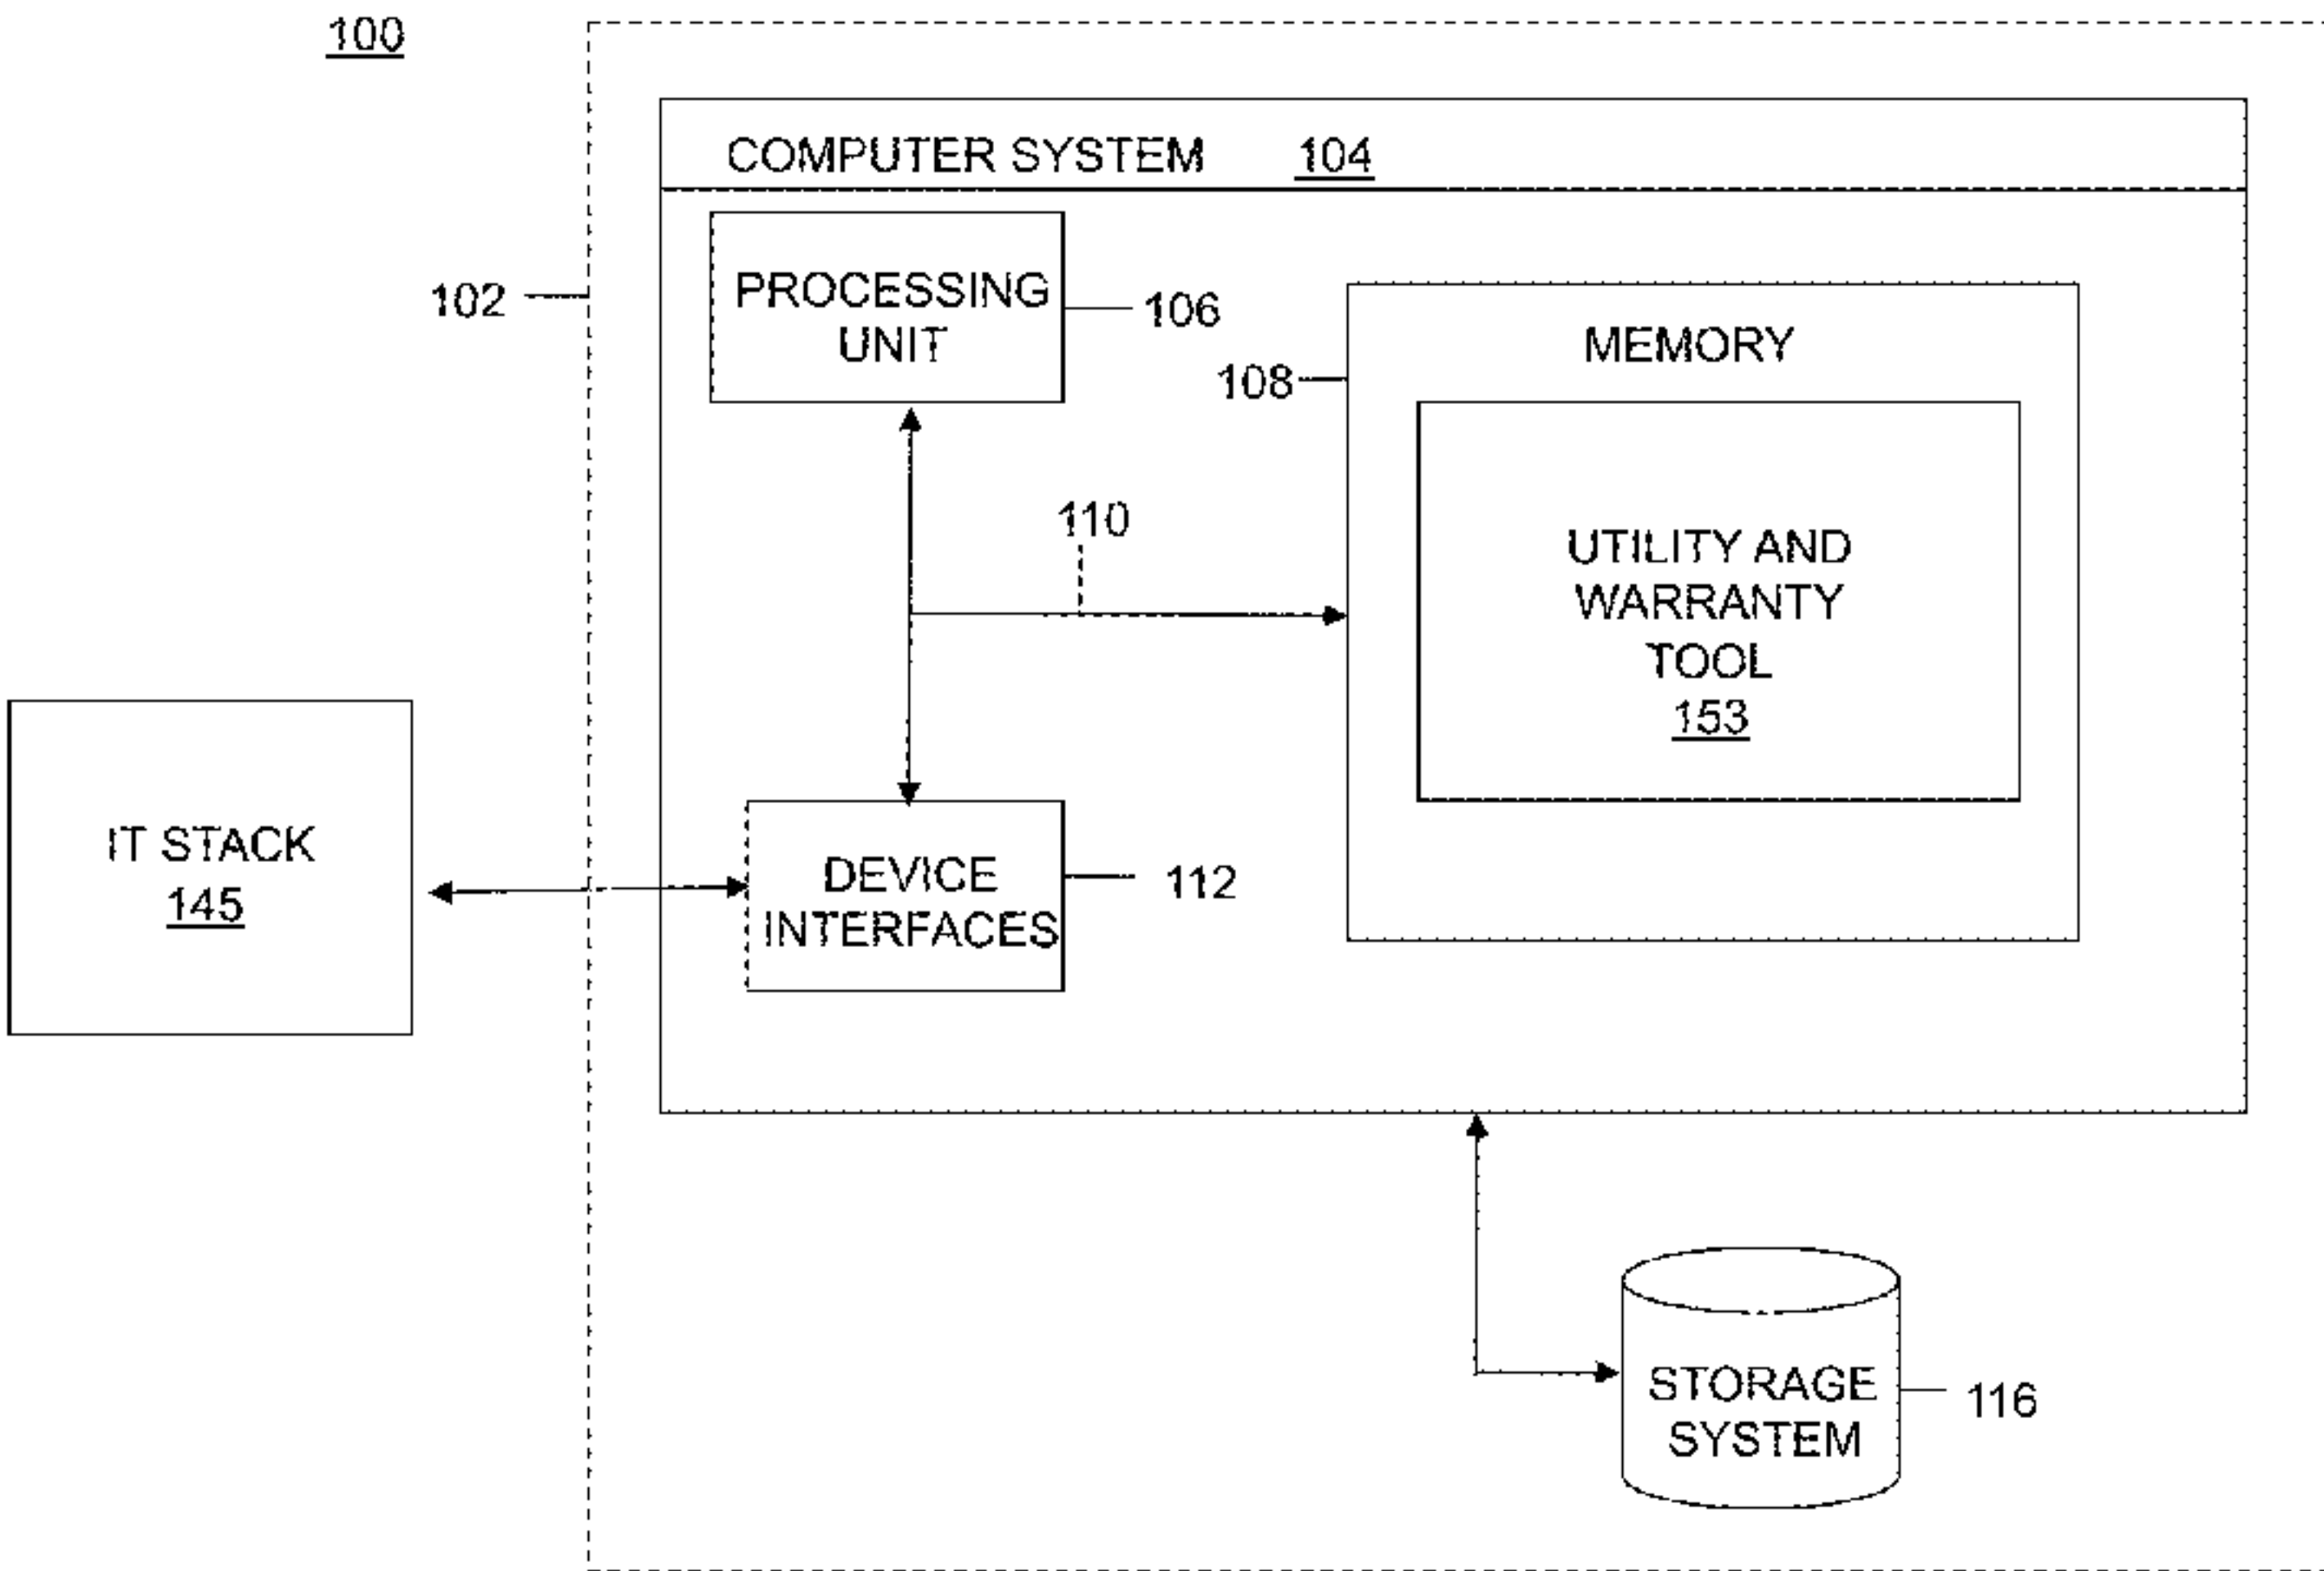 100
COMPUTER SYSTEM 104
PROCESSING
UNIT
102
106
MEMORY
108
110
UTILITY AND
WARRANTY
TOOL
153
IT STACK
145
DEVICE
INTERFACES
112
STORAGE
SYSTEM
116